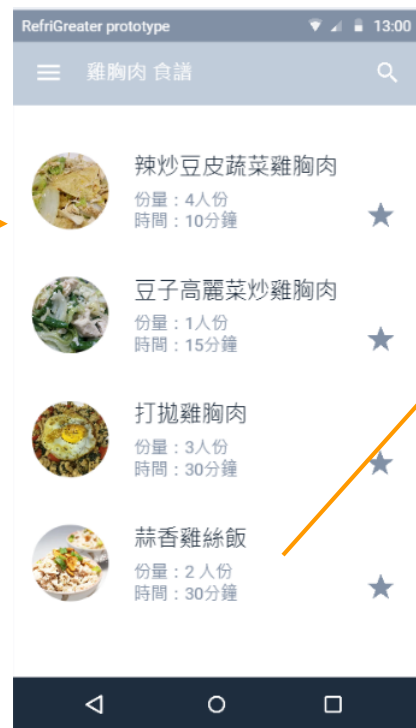 RefriGreater prototype 13:00
雞胸肉 食譜
辣炒豆皮蔬菜雞胸肉
份量：4人份
時間：10分鐘
豆子高麗菜炒雞胸肉
份量：1人份
時間：15分鐘
打拋雞胸肉
份量：3人份
時間：30分鐘
蒜香雞絲飯
份量：2 人份
時間：30分鐘